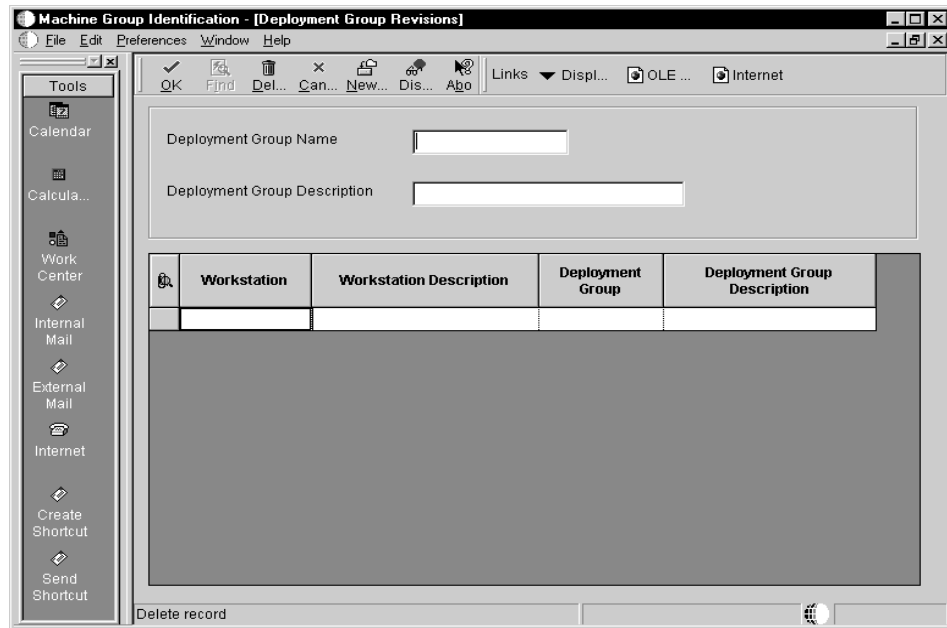 Machine Group Identification - [Deployment Group Revisions]
File Edit Preferences Window Help
Tools
Calendar
Calcula...
Work
Center
Internal
Mail
External
Mail
Internet
Create
Shortcut
Send
Shortcut
OK Find Del... Can... New... Dis... Abo Links Displ... OLE ... Internet
Deployment Group Name
Deployment Group Description
Workstation
Workstation Description
Deployment
Group
Deployment Group
Description
Delete record